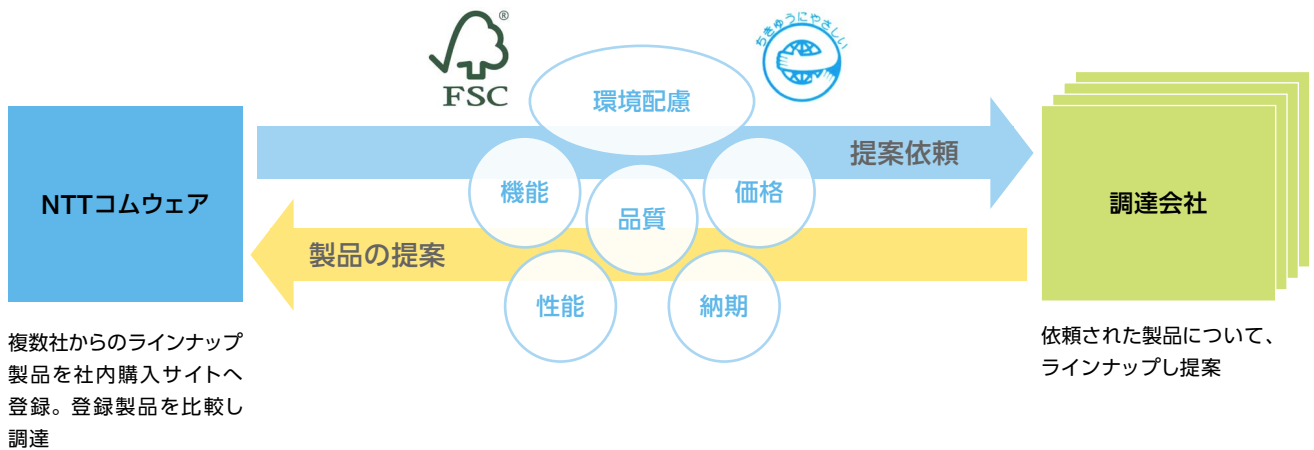 ちきゅうにやさしい
®
FSC
環境配慮
提案依頼
機能
価格
NTTコムウェア
品質
調達会社
製品の提案
性能
納期
複数社からのラインナップ
製品を社内購入サイトへ
登録。登録製品を比較し
調達
依頼された製品について、
ラインナップし提案